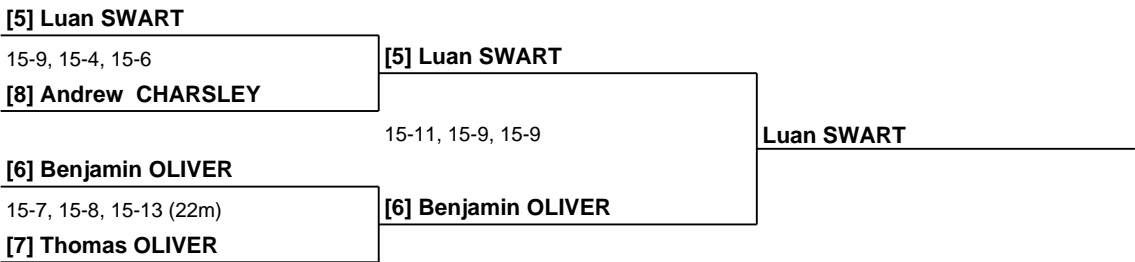 [5] Luan SWART
15-9, 15-4, 15-6
[5] Luan SWART
[8] Andrew CHARSLEY
15-11, 15-9, 15-9
Luan SWART
[6] Benjamin OLIVER
15-7, 15-8, 15-13 (22m)
[6] Benjamin OLIVER
[7] Thomas OLIVER